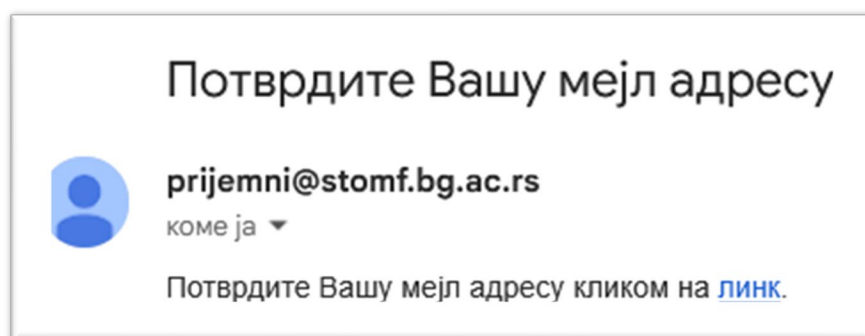 Потврдите Вашу мејл адресу
prijemni@stomf.bg.ac.rs
коме ја
Потврдите Вашу мејл адресу кликом на линк.